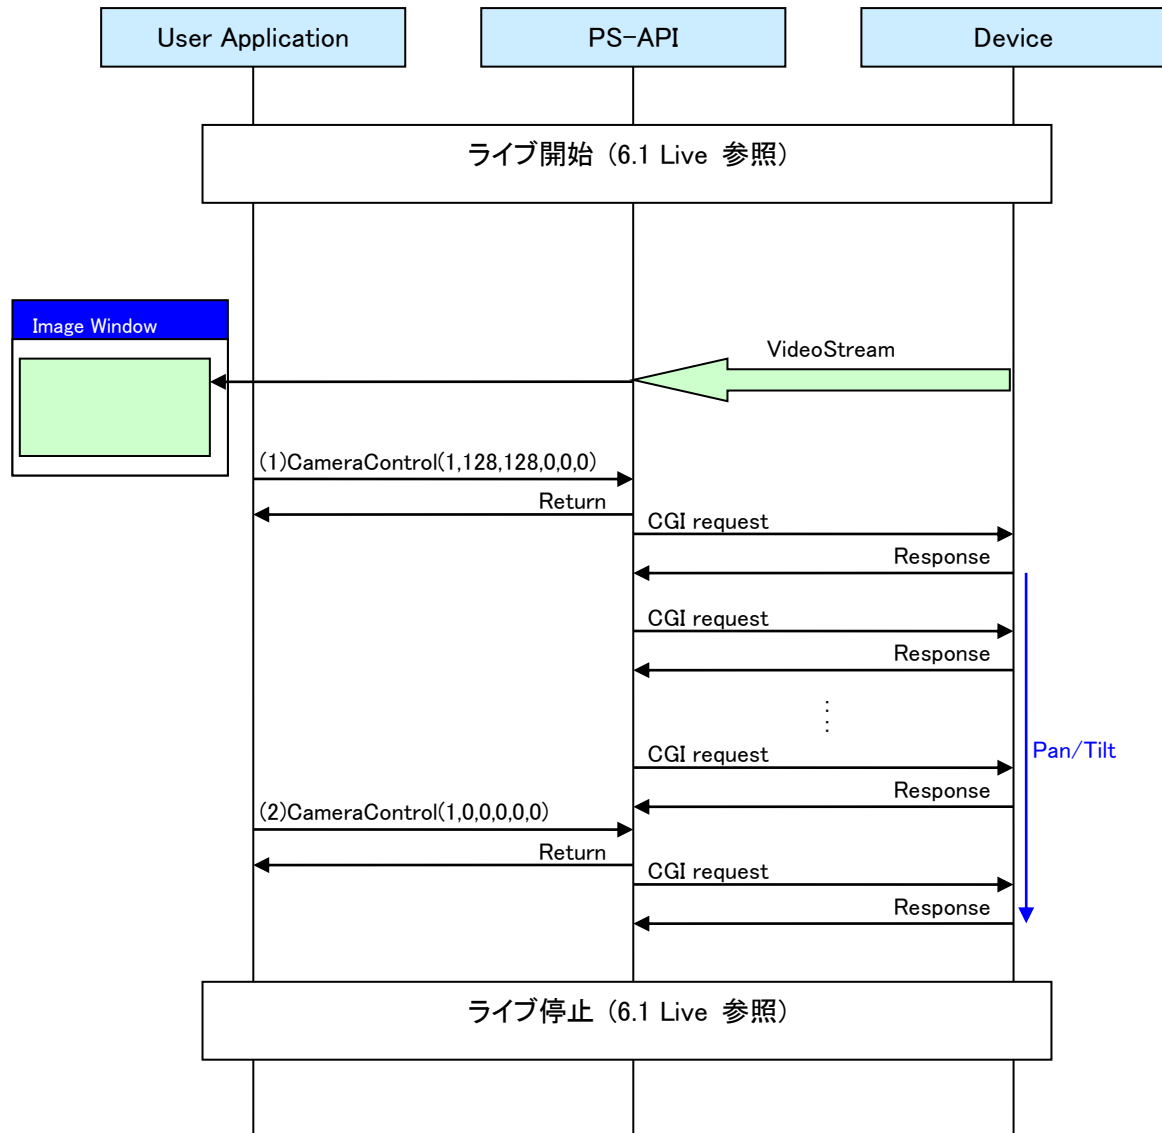 User Application
PS-API
Device
ライブ開始 (6.1 Live 参照)
Image Window
VideoStream
(1)CameraControl(1,128,128,0,0,0)
Return
CGI request
Response
CGI request
Response
CGI request
Pan/Tilt
Response
(2)CameraControl(1,0,0,0,0,0)
Return
CGI request
Response
ライブ停止 (6.1 Live 参照)